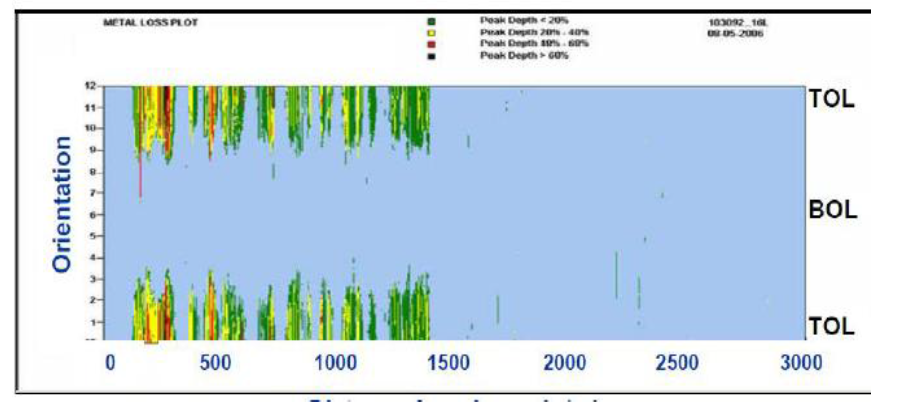 METAL LOSS PLOT
Peak Depth < 20%
Peak Depth 20% - 40%
Peak Depth 40% - 60%
Peak Depth > 60%
103092_16L
08-05-2006
12
11
10
9
8
7
6
5
4
3
2
1
Orientation
TOL
BOL
TOL
0 500 1000 1500 2000 2500 3000